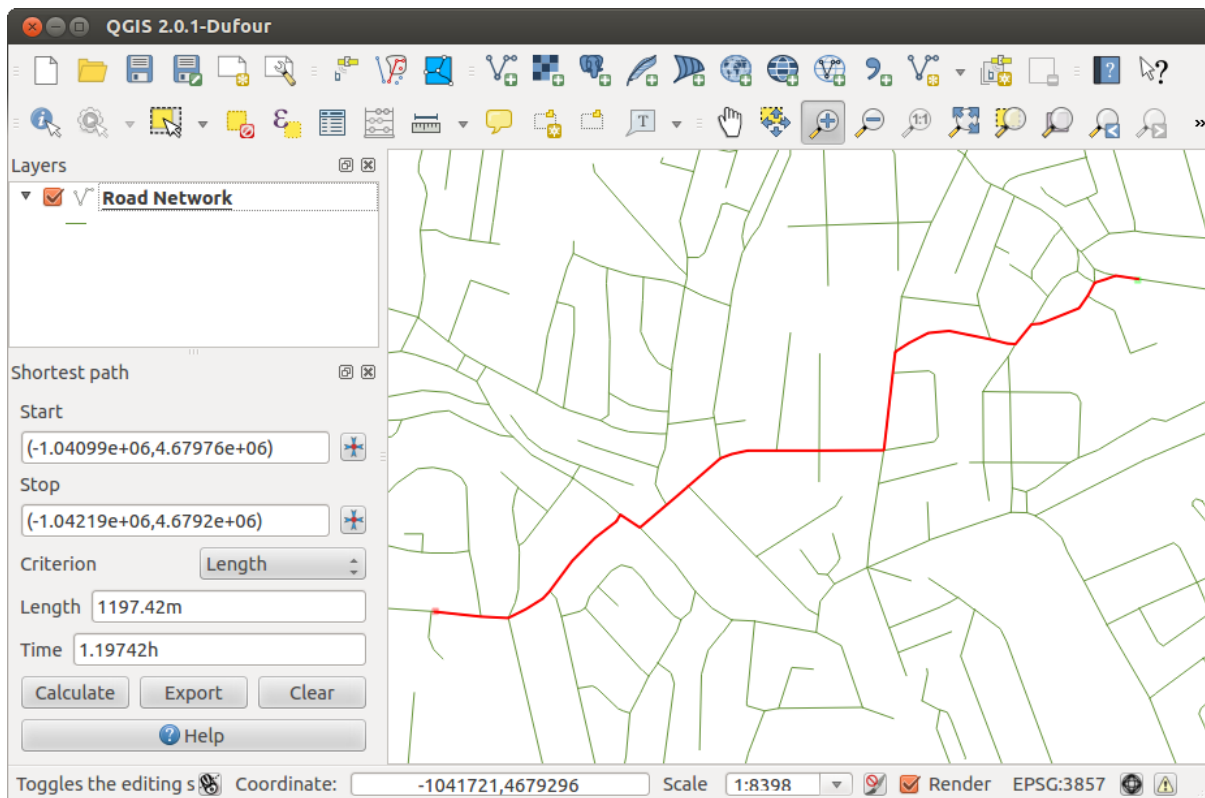 QGIS 2.0.1-Dufour
?
?
ε
T
1:1
»
Layers
Road Network
Shortest path
Start
(-1.04099e+06,4.67976e+06)
Stop
(-1.04219e+06,4.6792e+06)
Criterion Length
Length 1197.42m
Time 1.19742h
Calculate Export Clear
? Help
Toggles the editing s Coordinate: -1041721,4679296 Scale 1:8398 Render EPSG:3857